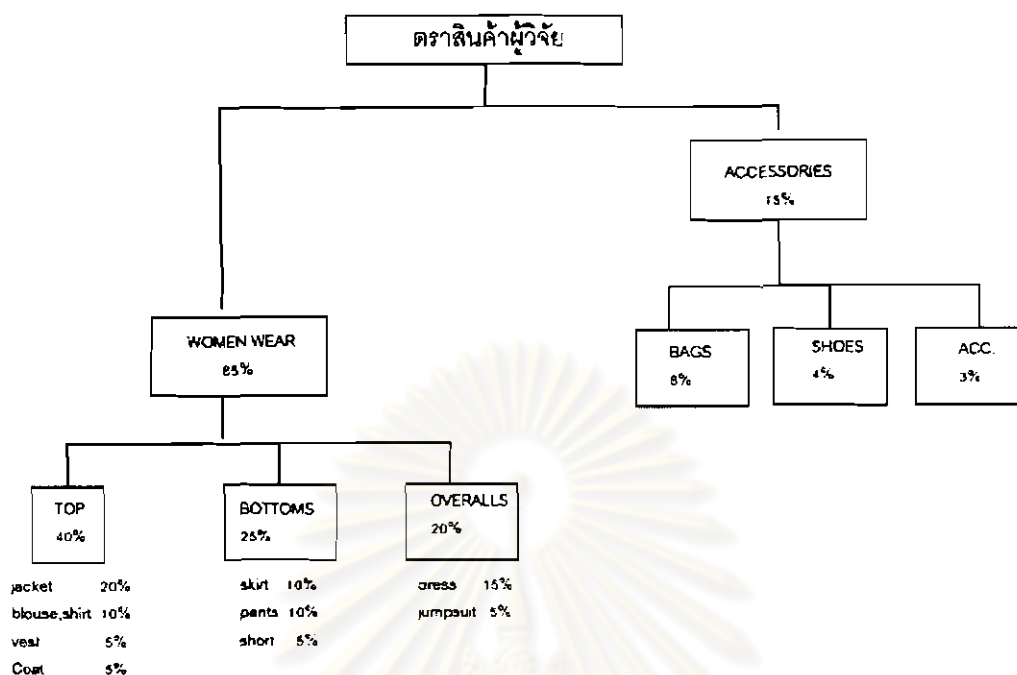 ตราสินค้าผู้วิจัย
ACCESSORIES
15%
WOMEN WEAR
85%
BAGS
8%
SHOES
4%
ACC.
3%
TOP
40%
BOTTOMS
25%
OVERALLS
20%
jacket 20%
blouse,shirt 10%
vest 5%
Coat 5%
skirt 10%
pants 10%
short 5%
dress 15%
jumpsuit 5%